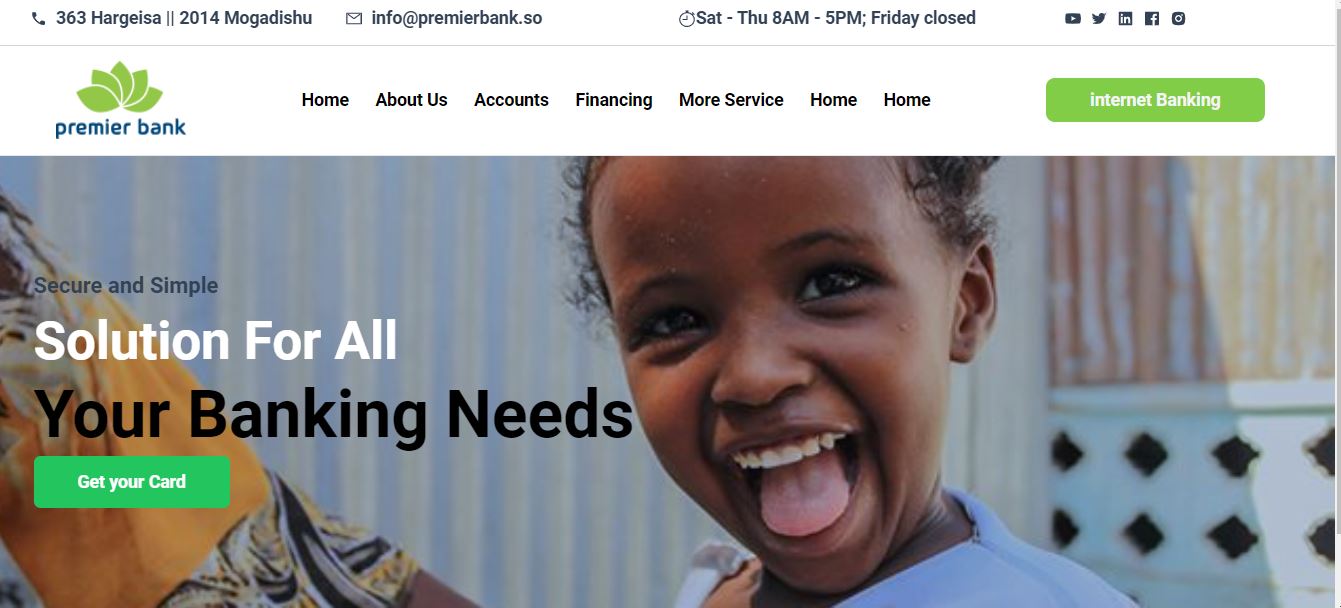 363 Hargeisa || 2014 Mogadishu
info@premierbank.so
Sat - Thu 8AM - 5PM; Friday closed
premier bank
Home
About Us
Accounts
Financing
More Service
Home
Home
internet Banking
Secure and Simple
Solution For All
Your Banking Needs
Get your Card